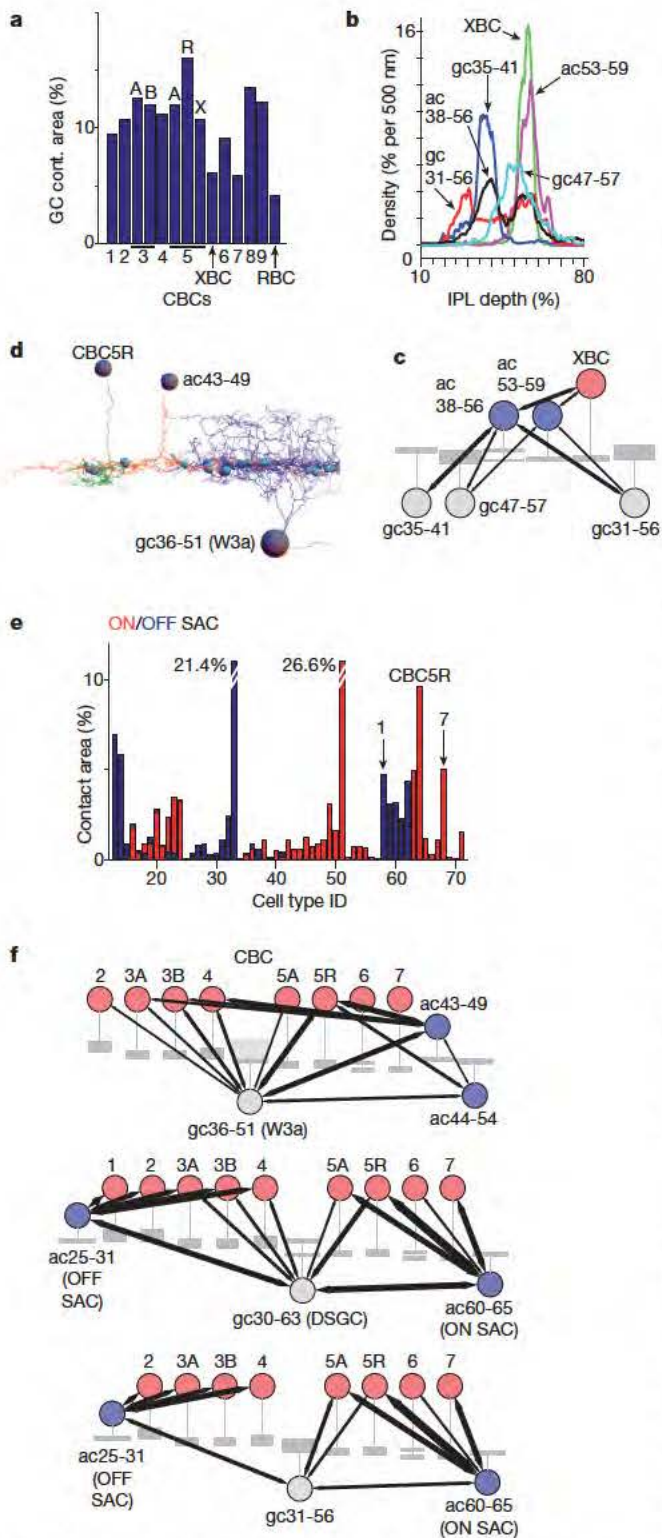 a
GC cont. area (%)
10
0
A
B
A
R
X
1 2 3 4 5 6 7 89
XBC
RBC
CBCs
b
Density (% per 500 nm)
16
0
XBC
gc35-41
ac
38-56
gc
31-56
ac53-59
gc47-57
10
80
IPL depth (%)
d
CBC5R
ac43-49
gc36-51 (W3a)
c
XBC
ac
53-59
ac
38-56
gc35-41
gc47-57
gc31-56
e
ON/OFF SAC
Contact area (%)
10
0
21.4%
26.6%
CBC5R
1
7
20 30 40 50 60 70
Cell type ID
f
CBC
2 3A 3B 4 5A 5R 6 7
ac43-49
gc36-51 (W3a)
ac44-54
1 2 3A 3B 4 5A 5R 6 7
ac25-31
(OFF
SAC)
gc30-63 (DSGC)
ac60-65
(ON SAC)
2 3A 3B 4 5A 5R 6 7
ac25-31
(OFF
SAC)
gc31-56
ac60-65
(ON SAC)